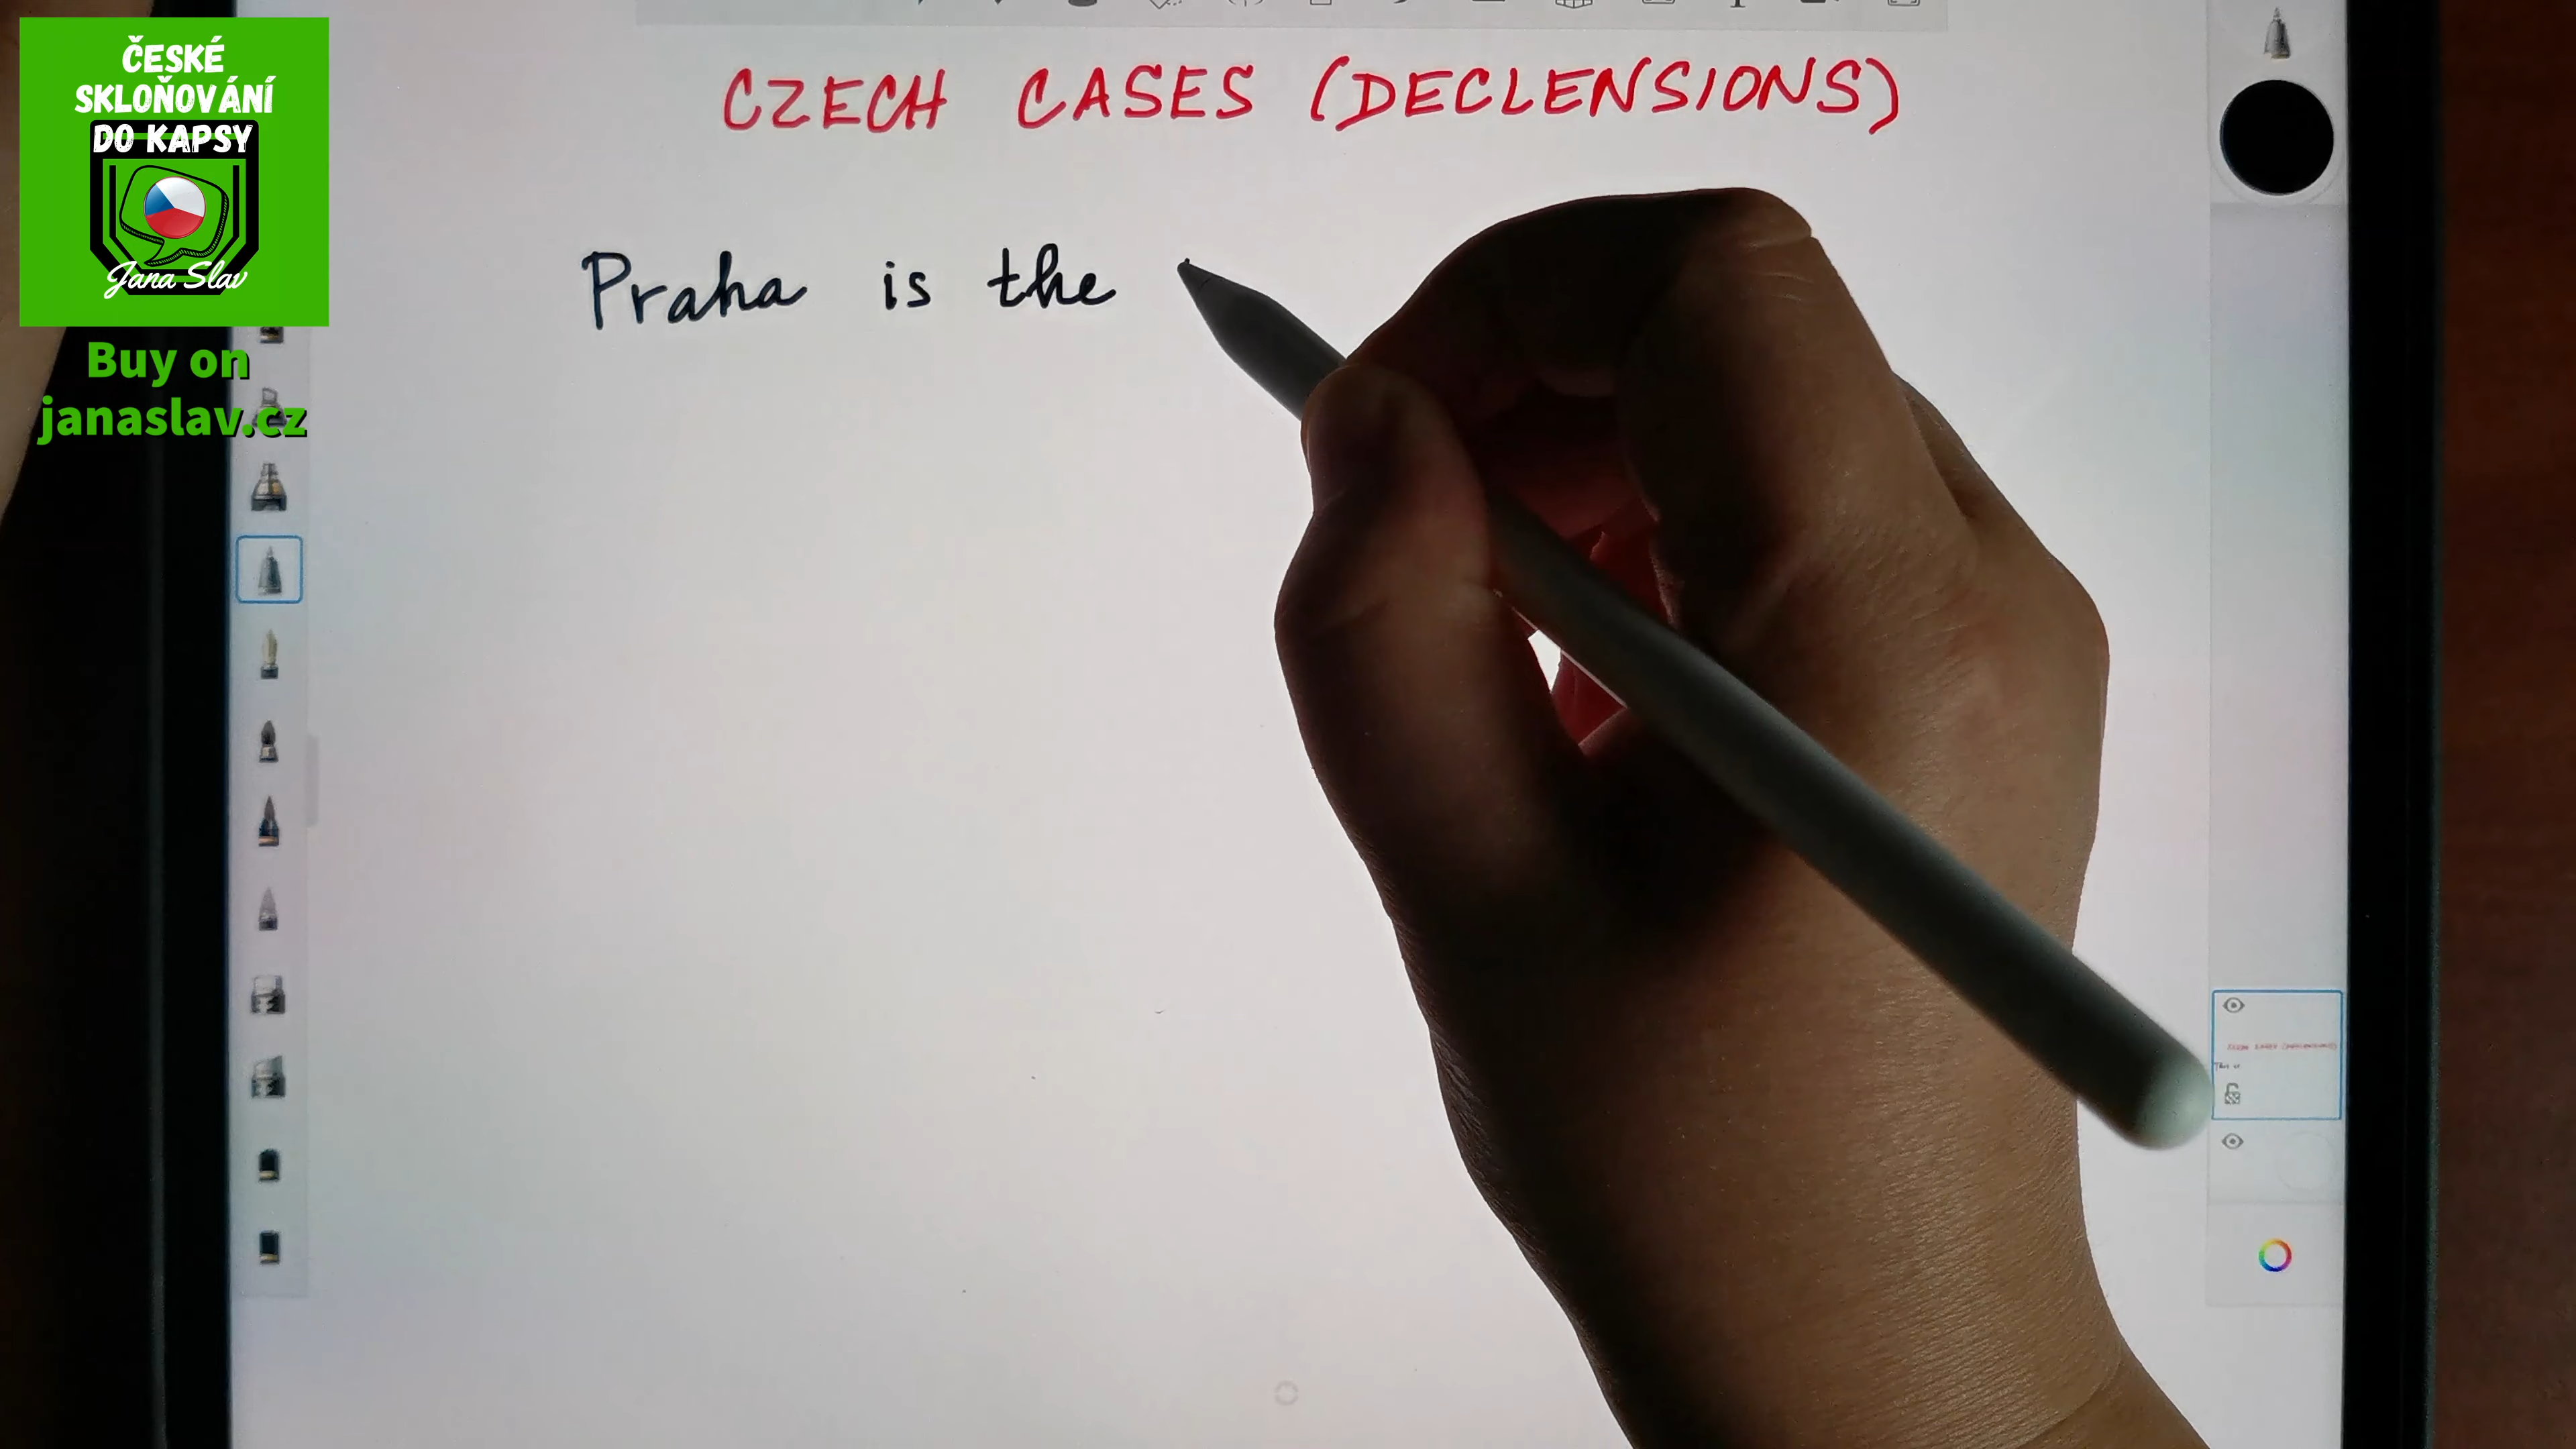 ČESKÉ
SKLOŇOVÁNÍ
DO KAPSY
Jana Slav
Buy on
janaslav.cz
CZECH CASES (DECLENSIONS)
Praha is the